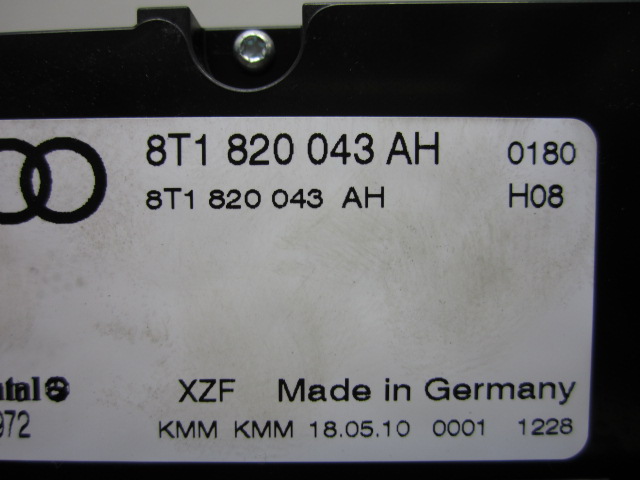 8T1 820 043 AH 0180
8T1 820 043 AH H08
XZF Made in Germany
972 KMM KMM 18.05.10 0001 1228